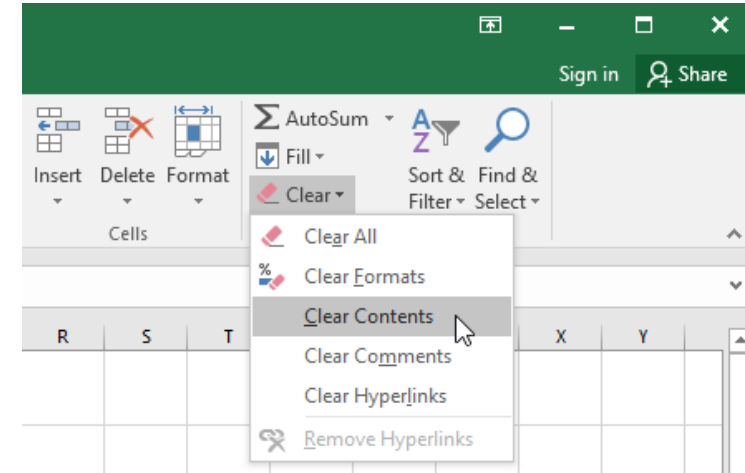 Sign in Share
AutoSum
Fill
Clear
Insert Delete Format
Sort & Filter
Find & Select
Cells
Clear All
% Clear Formats
Clear Contents
Clear Comments
Clear Hyperlinks
Remove Hyperlinks
R S T X Y